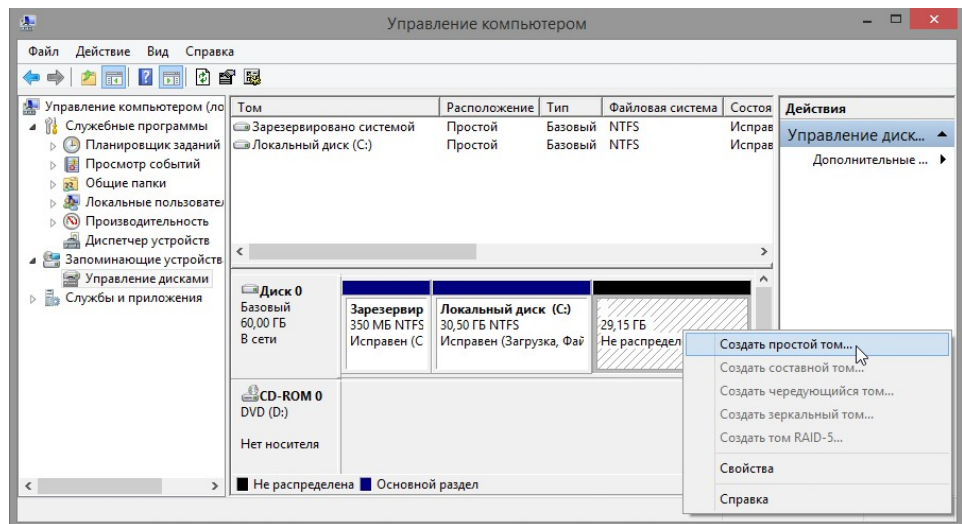 Управление компьютером
Файл Действие Вид Справка
Управление компьютером (ло
Служебные программы
Планировщик заданий
Просмотр событий
Общие папки
Локальные пользовател
Производительность
Диспетчер устройств
Запоминающие устройств
Управление дисками
Службы и приложения
Том Расположение Тип Файловая система Состоя
Зарезервировано системой Простой Базовый NTFS Исправ
Локальный диск (C:) Простой Базовый NTFS Исправ
Действия
Управление диск...
Дополнительные ...
Диск 0
Базовый
60,00 ГБ
В сети
Зарезервир
350 МБ NTFS
Исправен (С
Локальный диск (C:)
30,50 ГБ NTFS
Исправен (Загрузка, Фай
29,15 ГБ
Не распредел
CD-ROM 0
DVD (D:)
Нет носителя
Не распределена Основной раздел
Создать простой том...
Создать составной том...
Создать чередующийся том...
Создать зеркальный том...
Создать том RAID-5...
Свойства
Справка